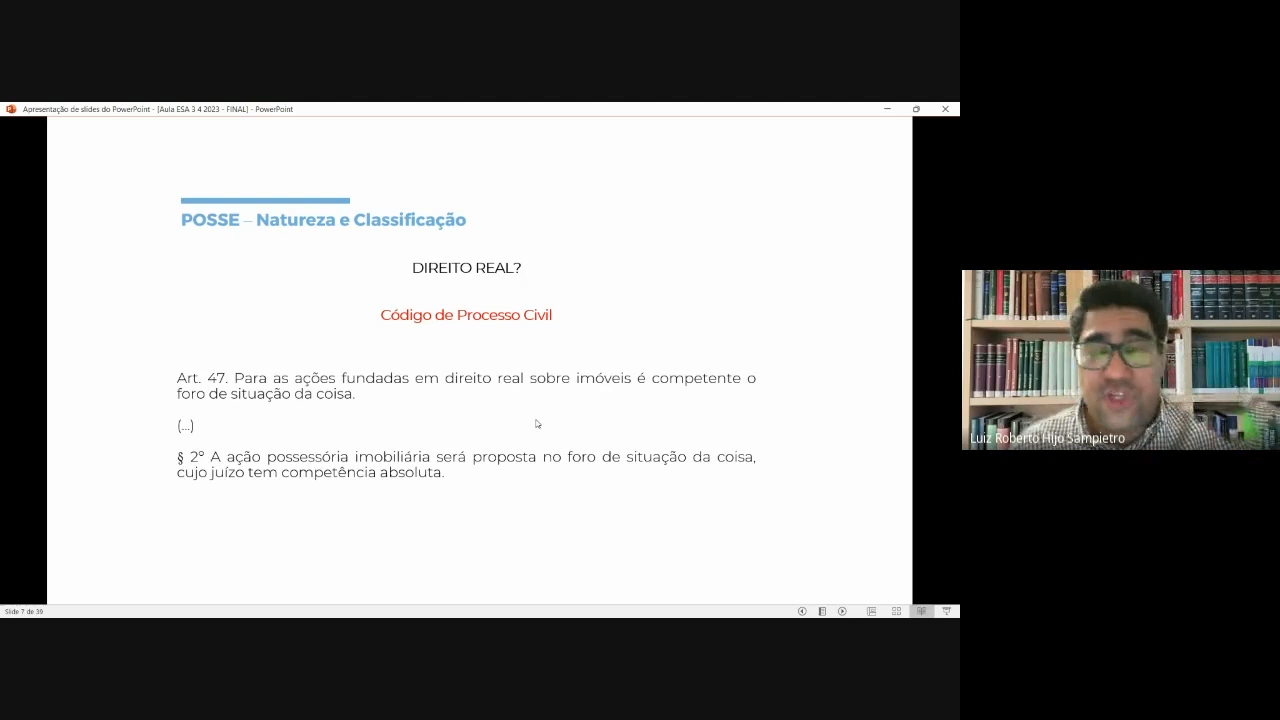 Apresentação de slides do PowerPoint - [Aula ESA 3 4 2023 - FINAL] - PowerPoint
POSSE – Natureza e Classificação
DIREITO REAL?
Código de Processo Civil
Art. 47. Para as ações fundadas em direito real sobre imóveis é competente o
foro de situação da coisa.
(...)
§ 2º A ação possessória imobiliária será proposta no foro de situação da coisa,
cujo juízo tem competência absoluta.
Luiz Roberto Hijo Sampietro
Slide 7 de 39